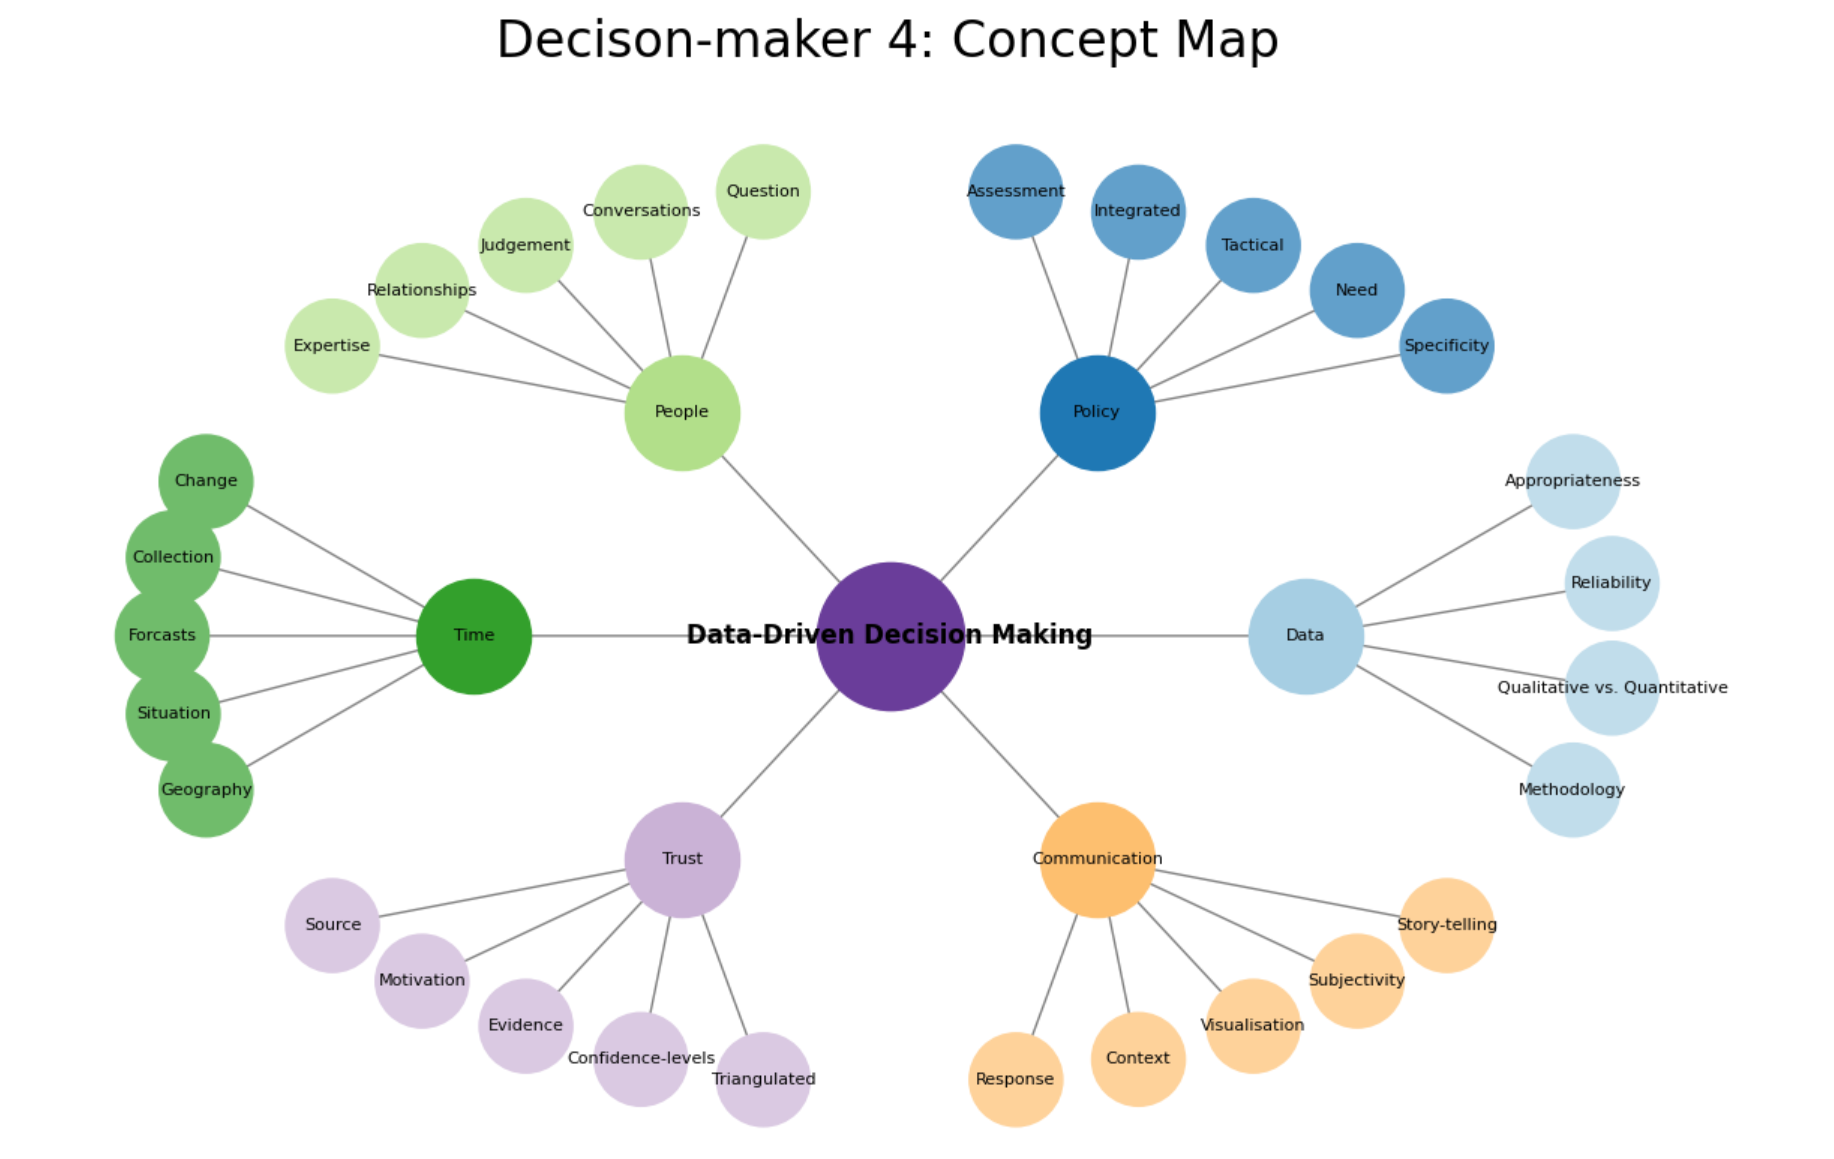 Decison-maker 4: Concept Map
Question
Conversations
Judgement
Relationships
Expertise
People
Assessment
Integrated
Tactical
Need
Specificity
Policy
Change
Collection
Forcasts
Situation
Geography
Time
Data-Driven Decision Making
Data
Appropriateness
Reliability
Qualitative vs. Quantitative
Methodology
Trust
Source
Motivation
Evidence
Confidence-levels
Triangulated
Communication
Story-telling
Subjectivity
Visualisation
Context
Response